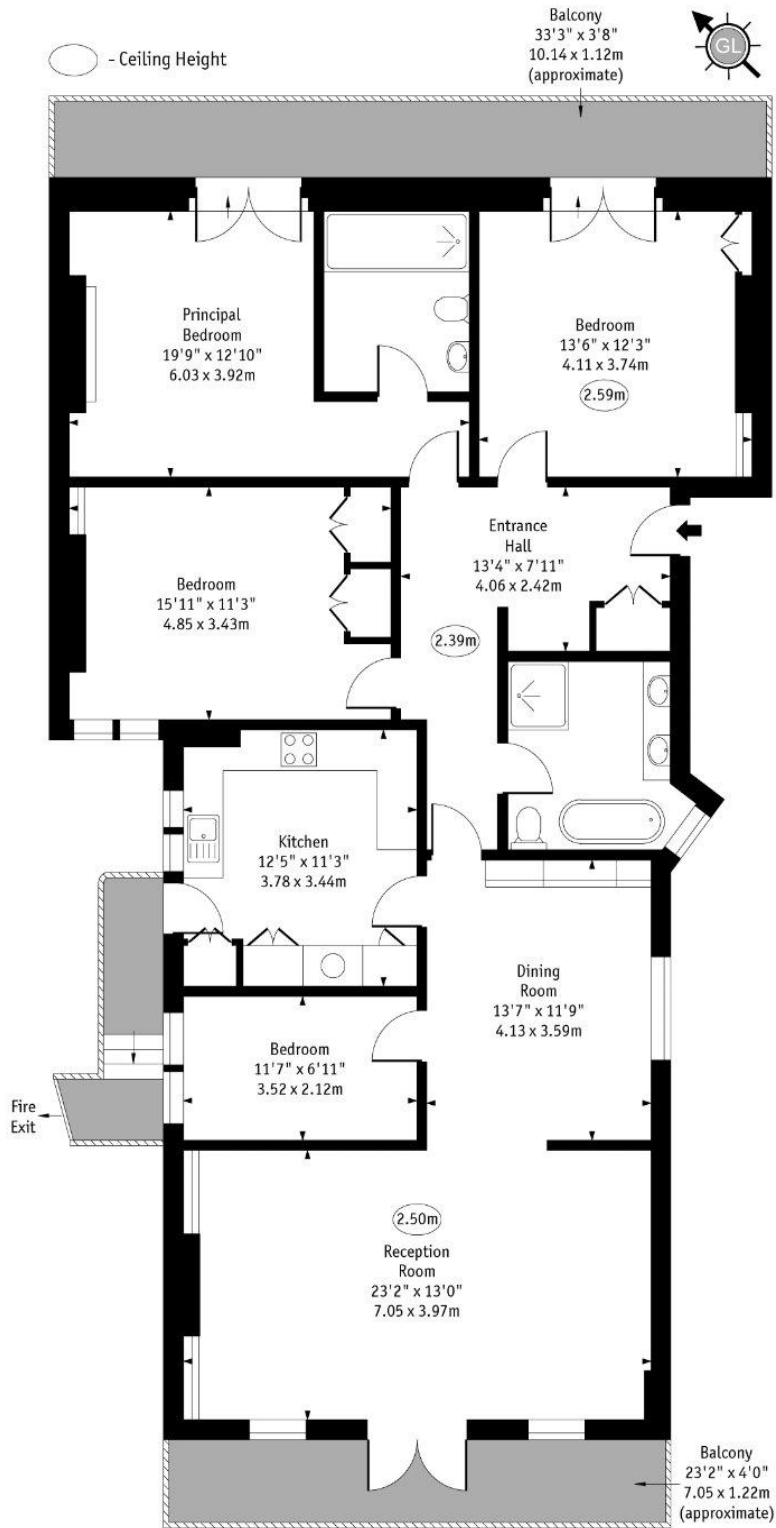 - Ceiling Height
Balcony
33'3" x 3'8"
10.14 x 1.12m
(approximate)
GL
Principal
Bedroom
19'9" x 12'10"
6.03 x 3.92m
Bedroom
13'6" x 12'3"
4.11 x 3.74m
2.59m
Entrance
Hall
13'4" x 7'11"
4.06 x 2.42m
Bedroom
15'11" x 11'3"
4.85 x 3.43m
2.39m
Kitchen
12'5" x 11'3"
3.78 x 3.44m
Dining
Room
13'7" x 11'9"
4.13 x 3.59m
Bedroom
11'7" x 6'11"
3.52 x 2.12m
Fire
Exit
2.50m
Reception
Room
23'2" x 13'0"
7.05 x 3.97m
Balcony
23'2" x 4'0"
7.05 x 1.22m
(approximate)